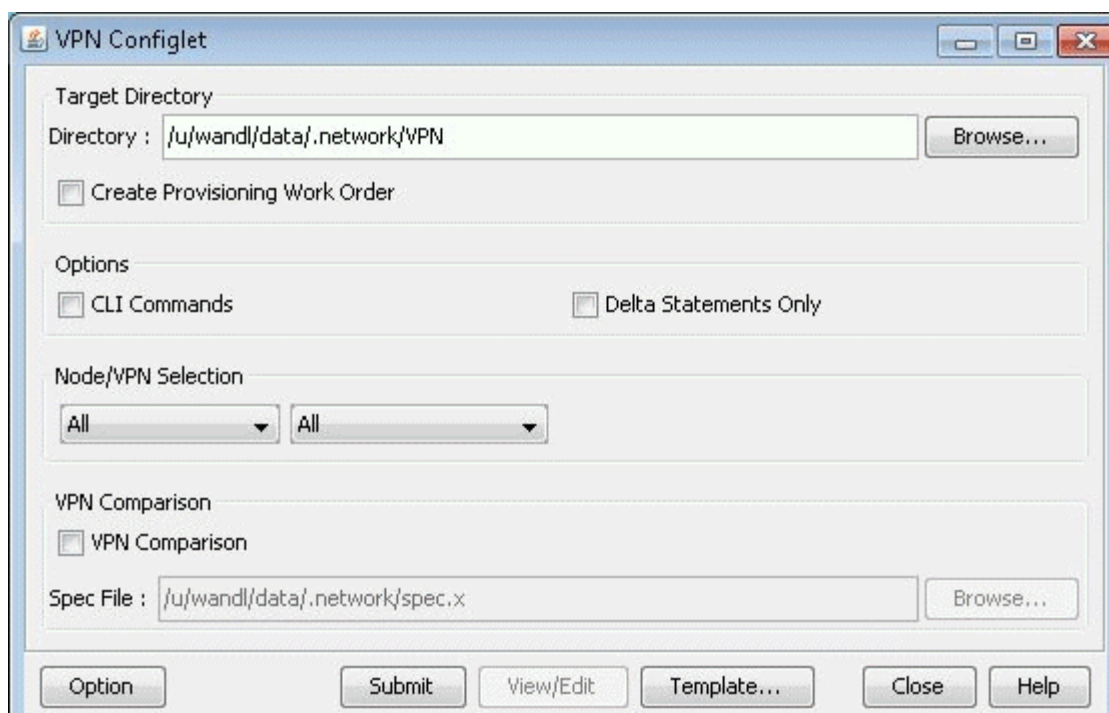 VPN Configlet
Target Directory
Directory : /u/wandl/data/.network/VPN Browse...
Create Provisioning Work Order
Options
CLI Commands Delta Statements Only
Node/VPN Selection
All All
VPN Comparison
VPN Comparison
Spec File : /u/wandl/data/.network/spec.x Browse...
Option Submit View/Edit Template... Close Help